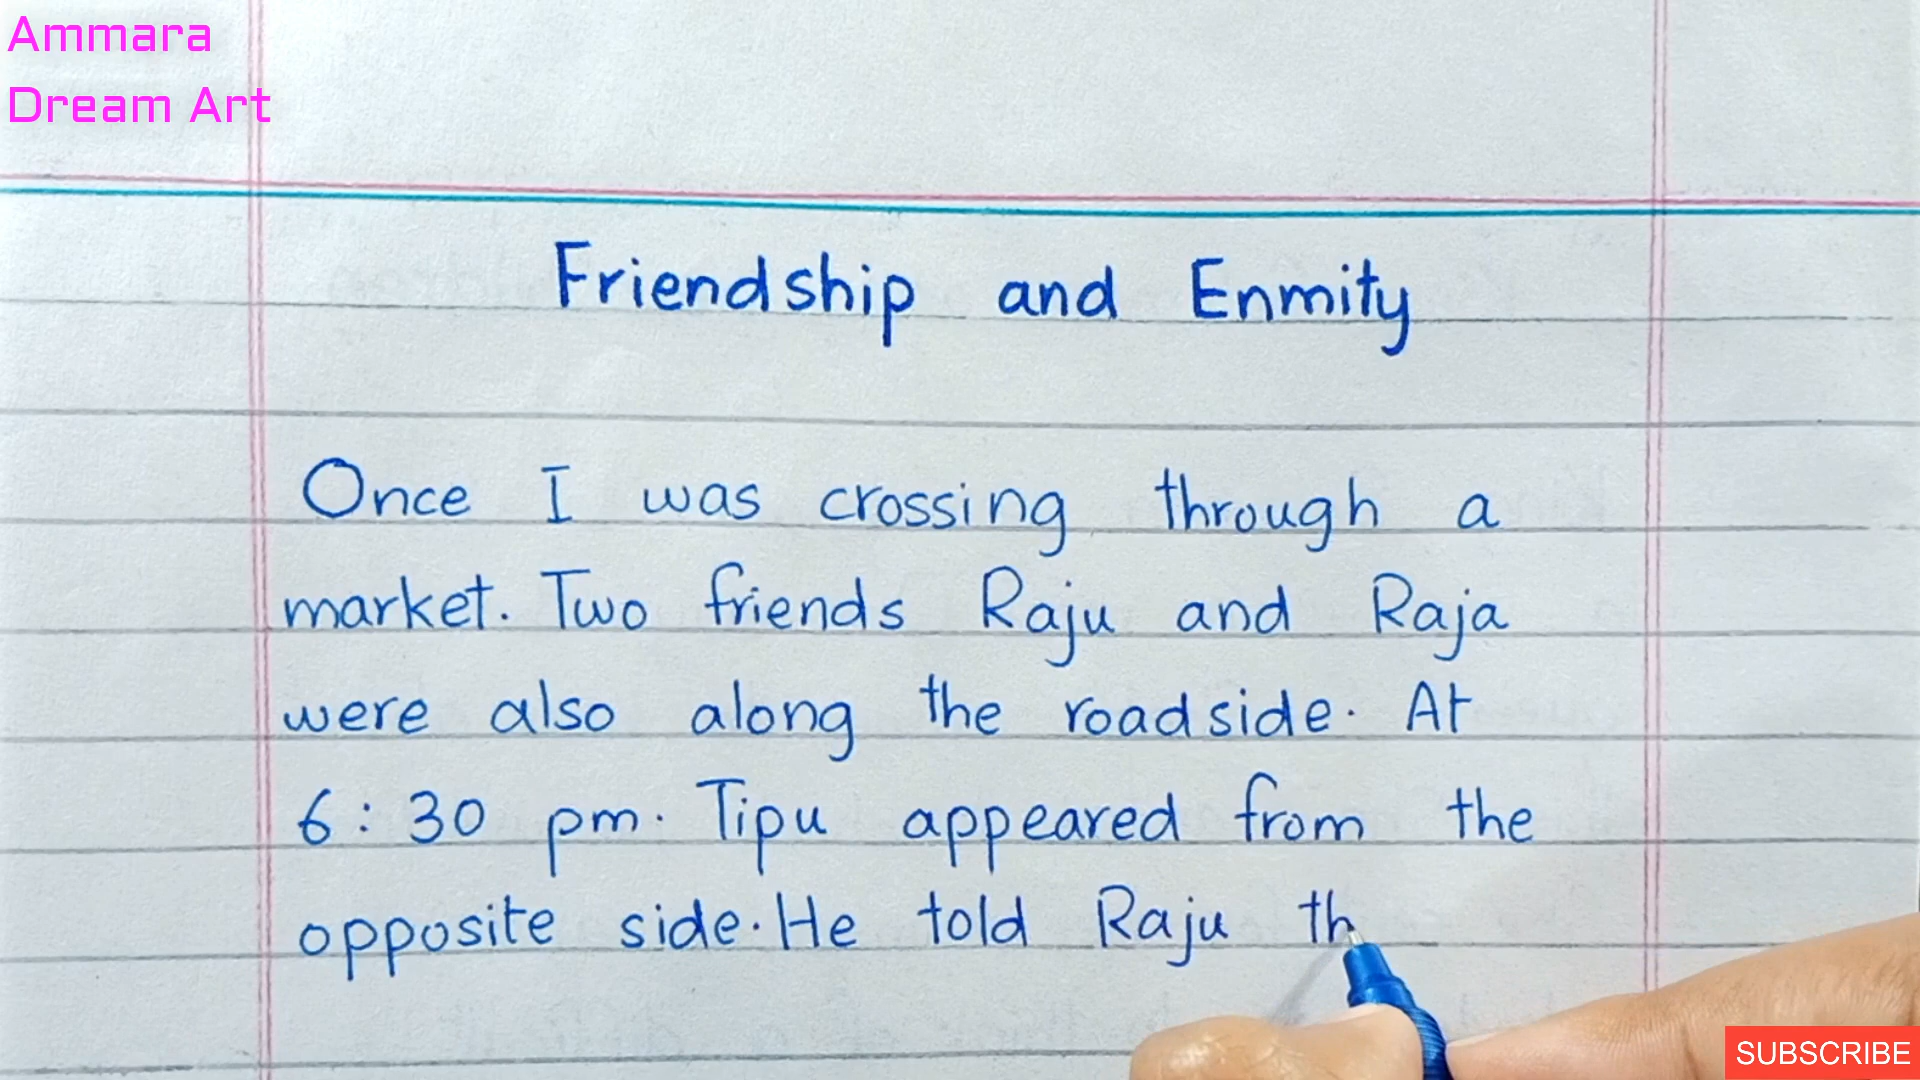 Ammara
Dream Art
Friendship and Enmity
Once I was crossing through a
market. Two friends Raju and Raja
were also along the roadside. At
6:30 pm. Tipu appeared from the
opposite side. He told Raju th
SUBSCRIBE